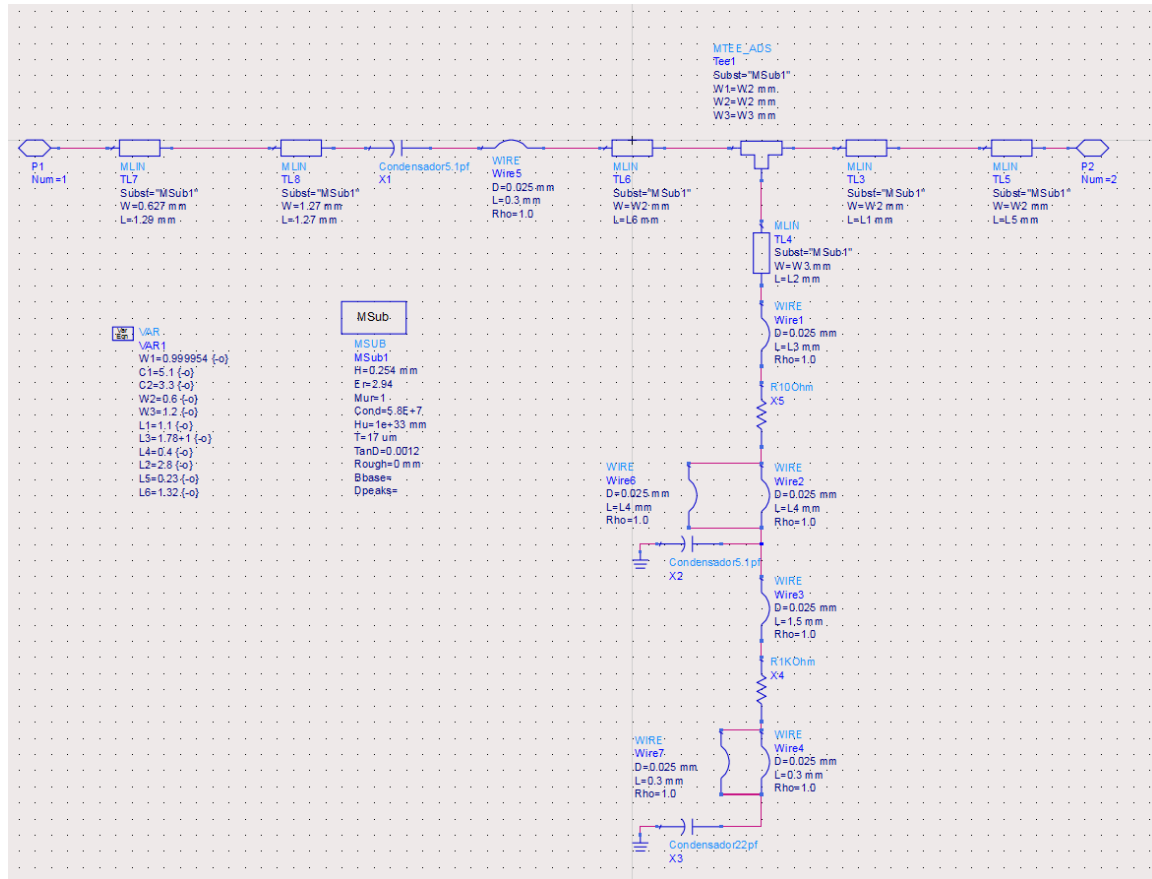 MTEE_ADS
Tee1
Subst="MSub1"
W1=W2 mm
W2=W2 mm
W3=W3 mm
P1
Num=1
MLIN
TL7
Subst="MSub1"
W=0.627 mm
L=1.29 mm
MLIN
TL8
Subst="MSub1"
W=1.27 mm
L=1.27 mm
Condensador5.1pf
X1
WIRE
Wire5
D=0.025 mm
L=0.3 mm
Rho=1.0
MLIN
TL6
Subst="MSub1"
W=W2 mm
L=L6 mm
MLIN
TL3
Subst="MSub1"
W=W2 mm
L=L1 mm
MLIN
TL5
Subst="MSub1"
W=W2 mm
L=L5 mm
P2
Num=2
MLIN
TL4
Subst="MSub1"
W=W3 mm
L=L2 mm
WIRE
Wire1
D=0.025 mm
L=L3 mm
Rho=1.0
Var
Eqn
VAR
VAR1
W1=0.999954 {-o}
C1=5.1 {-o}
C2=3.3 {-o}
W2=0.6 {-o}
W3=1.2 {-o}
L1=1.1 {-o}
L3=1.78+1 {-o}
L4=0.4 {-o}
L2=2.8 {-o}
L5=0.23 {-o}
L6=1.32 {-o}
MSub
MSUB
MSub1
H=0.254 mm
Er=2.94
Mur=1
Cond=5.8E+7
Hu=1e+33 mm
T=17 um
TanD=0.0012
Rough=0 mm
Bbase=
Dpeaks=
R10Ohm
X5
WIRE
Wire6
D=0.025 mm
L=L4 mm
Rho=1.0
WIRE
Wire2
D=0.025 mm
L=L4 mm
Rho=1.0
Condensador5.1pf
X2
WIRE
Wire3
D=0.025 mm
L=1.5 mm
Rho=1.0
R1KOhm
X4
WIRE
Wire7
D=0.025 mm
L=0.3 mm
Rho=1.0
WIRE
Wire4
D=0.025 mm
L=0.3 mm
Rho=1.0
Condensador22pf
X3